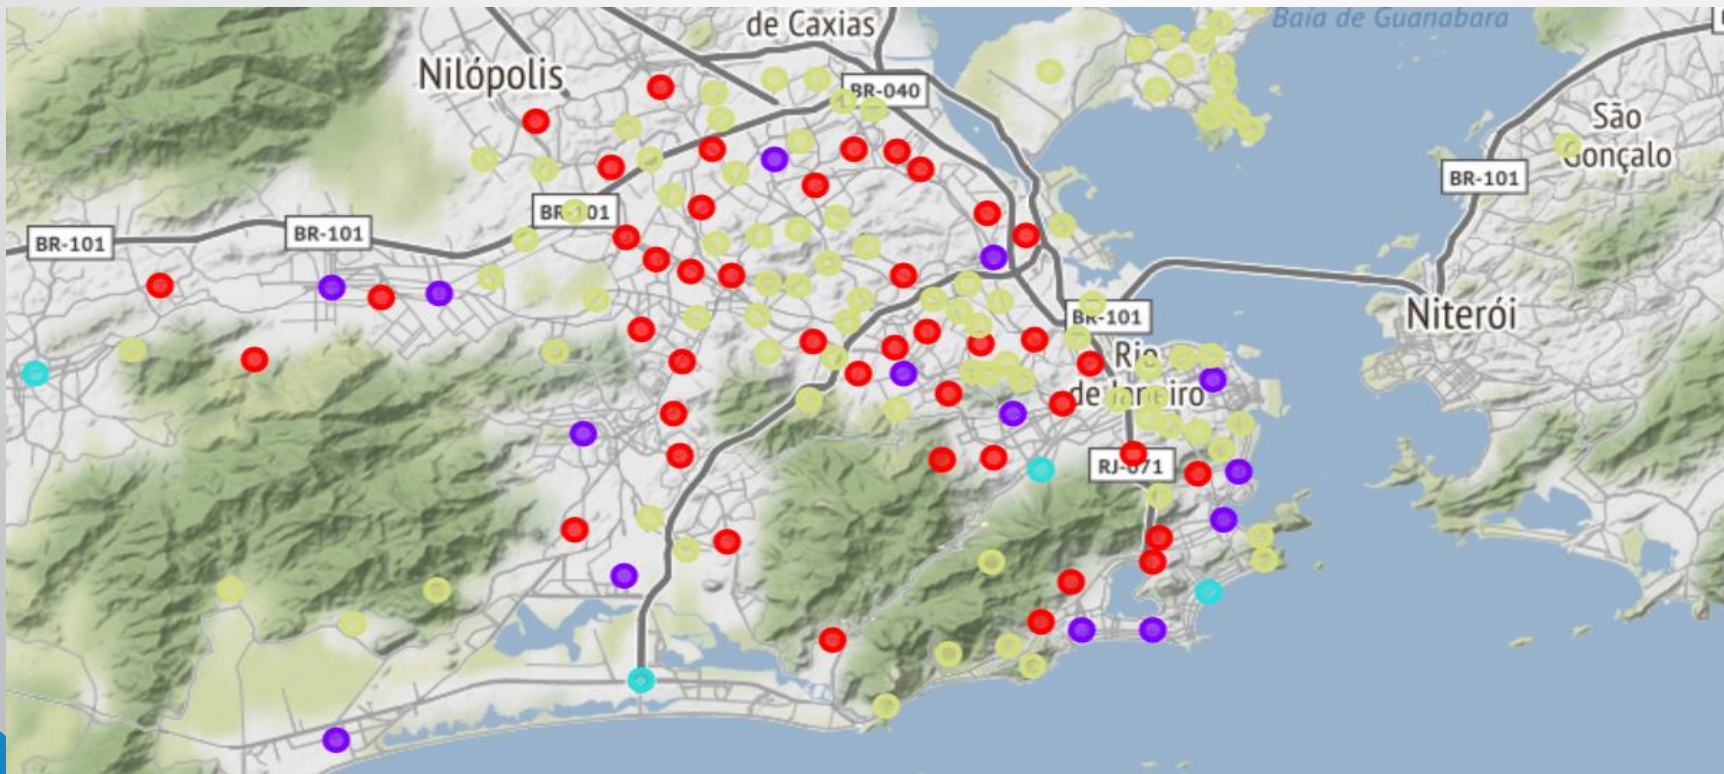 de Caxias
Baía de Guanabara
Nilópolis
BR-040
São
Gonçalo
BR-101
BR-101
BR-101
BR-101
BR-101
Niterói
Rio
de Janeiro
RJ-071